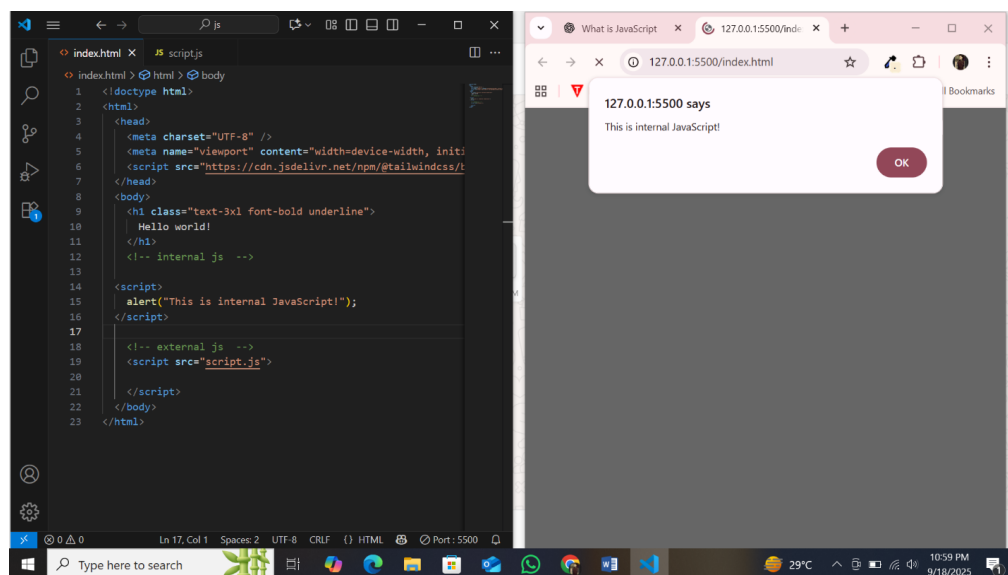 js
index.html
JS script.js
index.html > html > body
1 <!doctype html>
2 <html>
3 <head>
4 <meta charset="UTF-8" />
5 <meta name="viewport" content="width=device-width, initi
6 <script src="https://cdn.jsdelivr.net/npm/@tailwindcss/b
7 </head>
8 <body>
9 <h1 class="text-3xl font-bold underline">
10 Hello world!
11 </h1>
12 <!-- internal js -->
13
14 <script>
15 alert("This is internal JavaScript!");
16 </script>
17
18 <!-- external js -->
19 <script src="script.js">
20
21 </script>
22 </body>
23 </html>
1
0 0 Ln 17, Col 1 Spaces: 2 UTF-8 CRLF {} HTML Port : 5500
What is JavaScript
127.0.0.1:5500/inde
127.0.0.1:5500/index.html
Bookmarks
127.0.0.1:5500 says
This is internal JavaScript!
OK
Type here to search
29°C
10:59 PM
9/18/2025